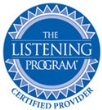 THE
LISTENING
PROGRAM®
CERTIFIED PROVIDER